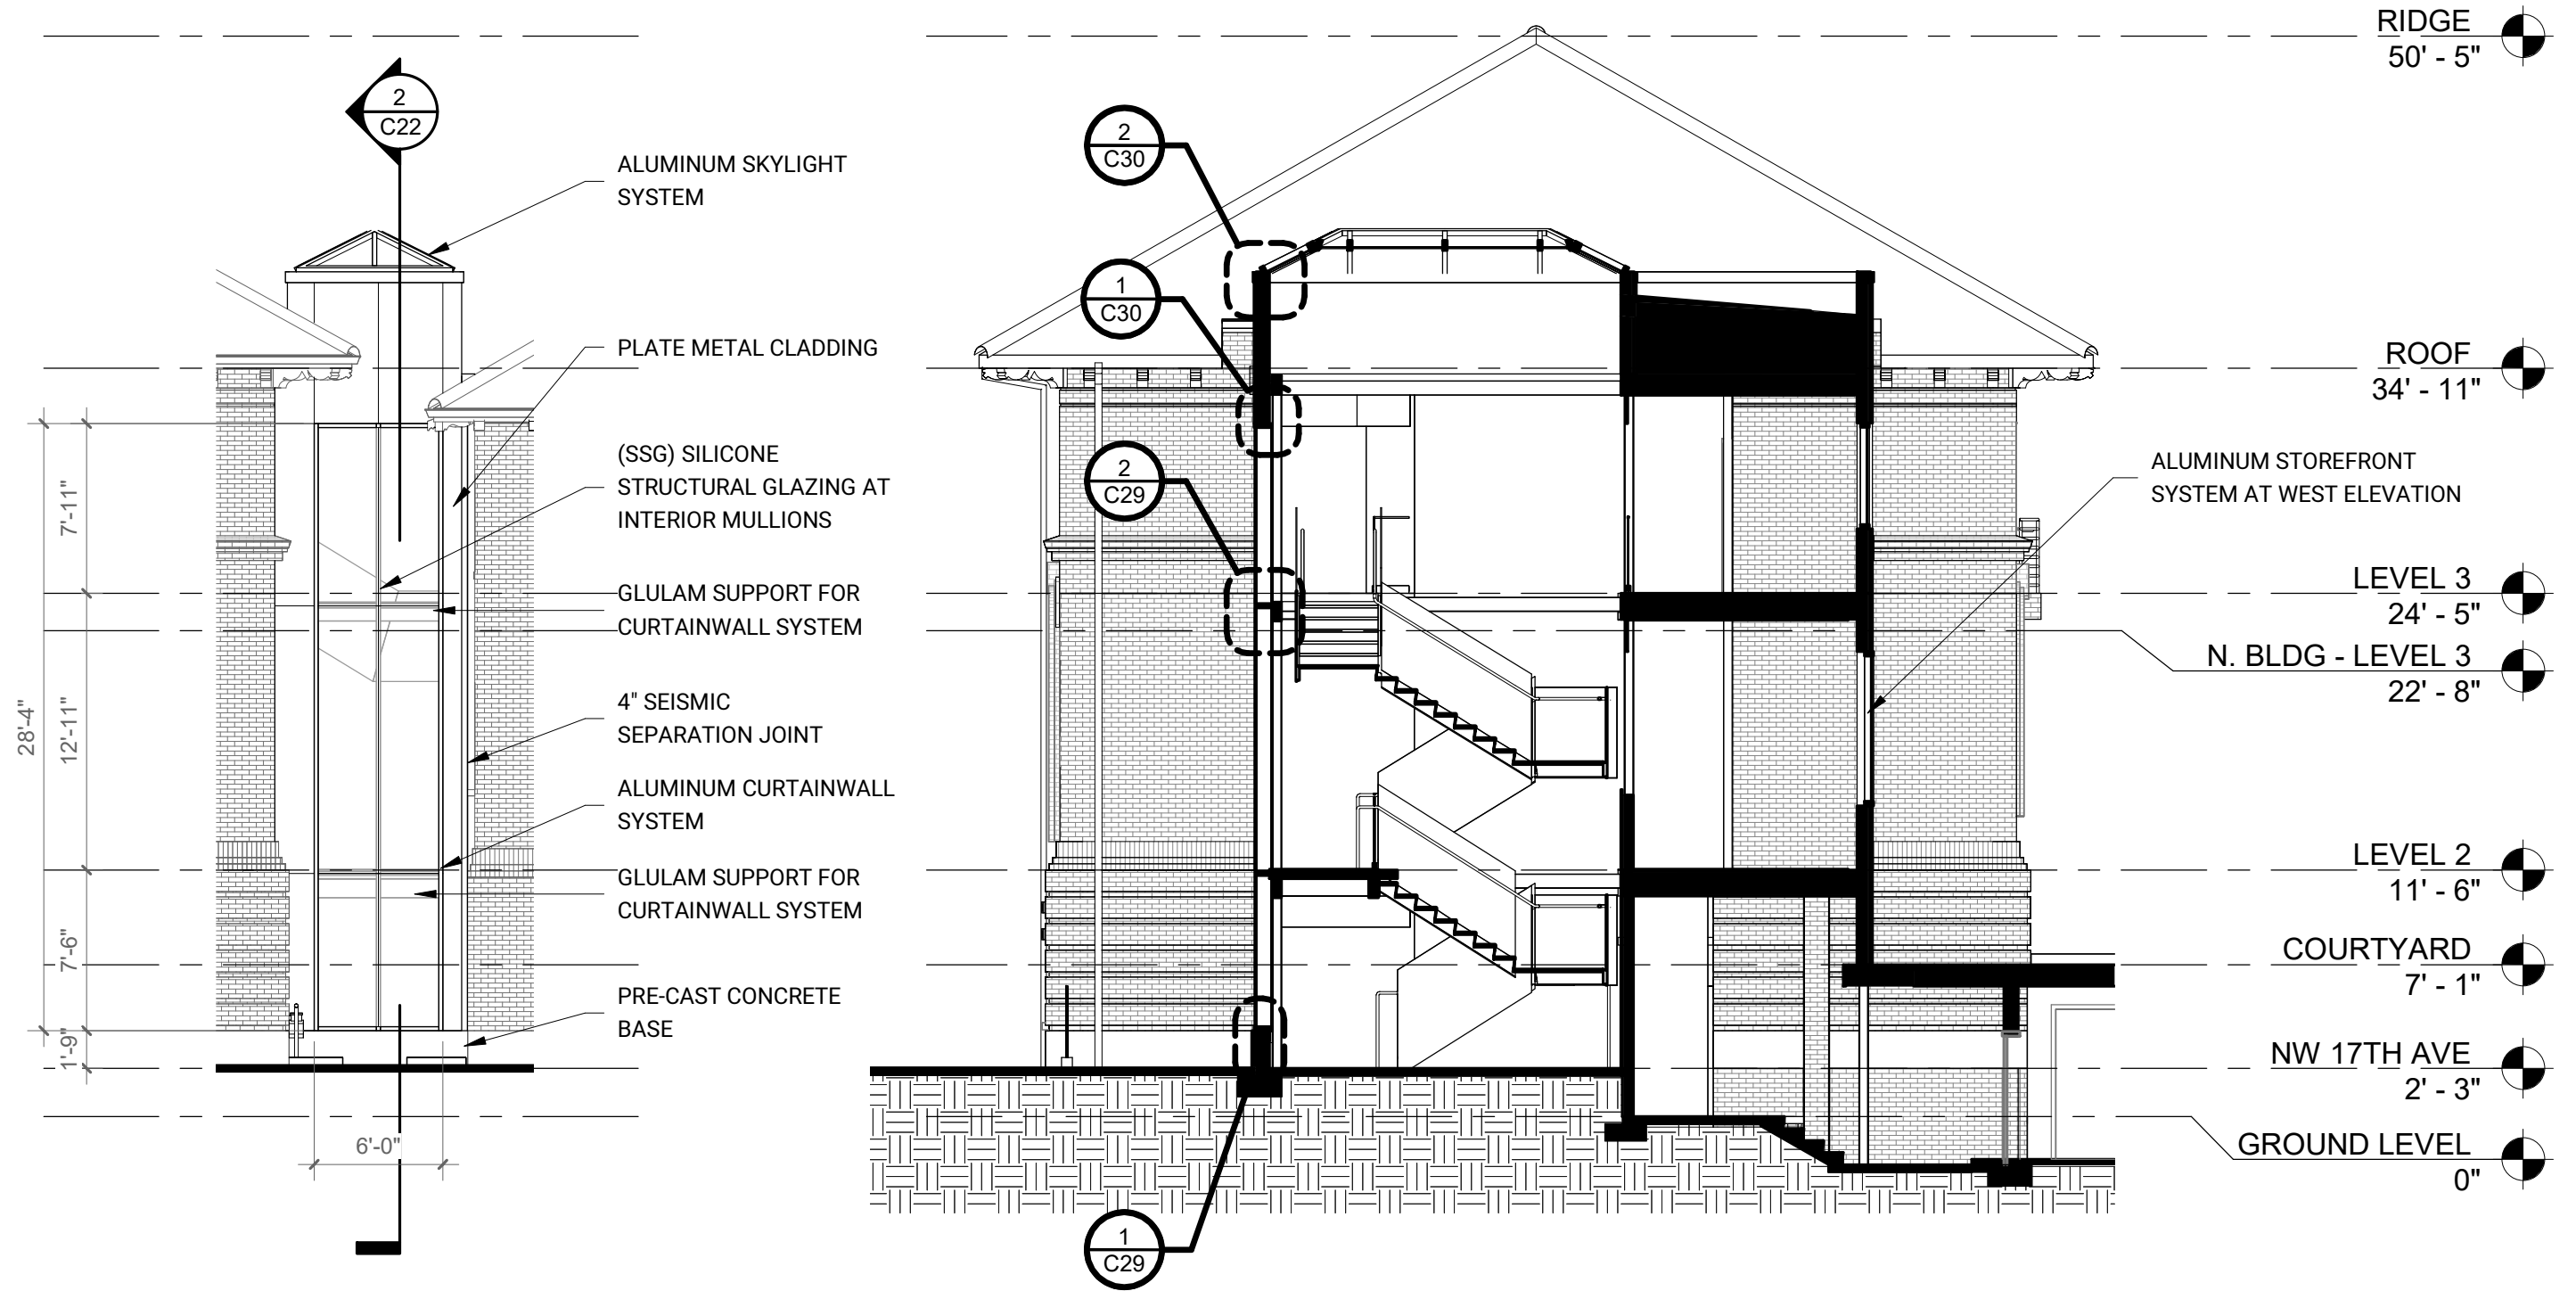 2
C22
ALUMINUM SKYLIGHT
SYSTEM
PLATE METAL CLADDING
(SSG) SILICONE
STRUCTURAL GLAZING AT
INTERIOR MULLIONS
GLULAM SUPPORT FOR
CURTAINWALL SYSTEM
4" SEISMIC
SEPARATION JOINT
ALUMINUM CURTAINWALL
SYSTEM
GLULAM SUPPORT FOR
CURTAINWALL SYSTEM
PRE-CAST CONCRETE
BASE
28'-4"
7'-11"
12'-11"
7'-6"
1'-9"
6'-0"
2
C30
1
C30
2
C29
1
C29
ALUMINUM STOREFRONT
SYSTEM AT WEST ELEVATION
RIDGE
50' - 5"
ROOF
34' - 11"
LEVEL 3
24' - 5"
N. BLDG - LEVEL 3
22' - 8"
LEVEL 2
11' - 6"
COURTYARD
7' - 1"
NW 17TH AVE
2' - 3"
GROUND LEVEL
0"